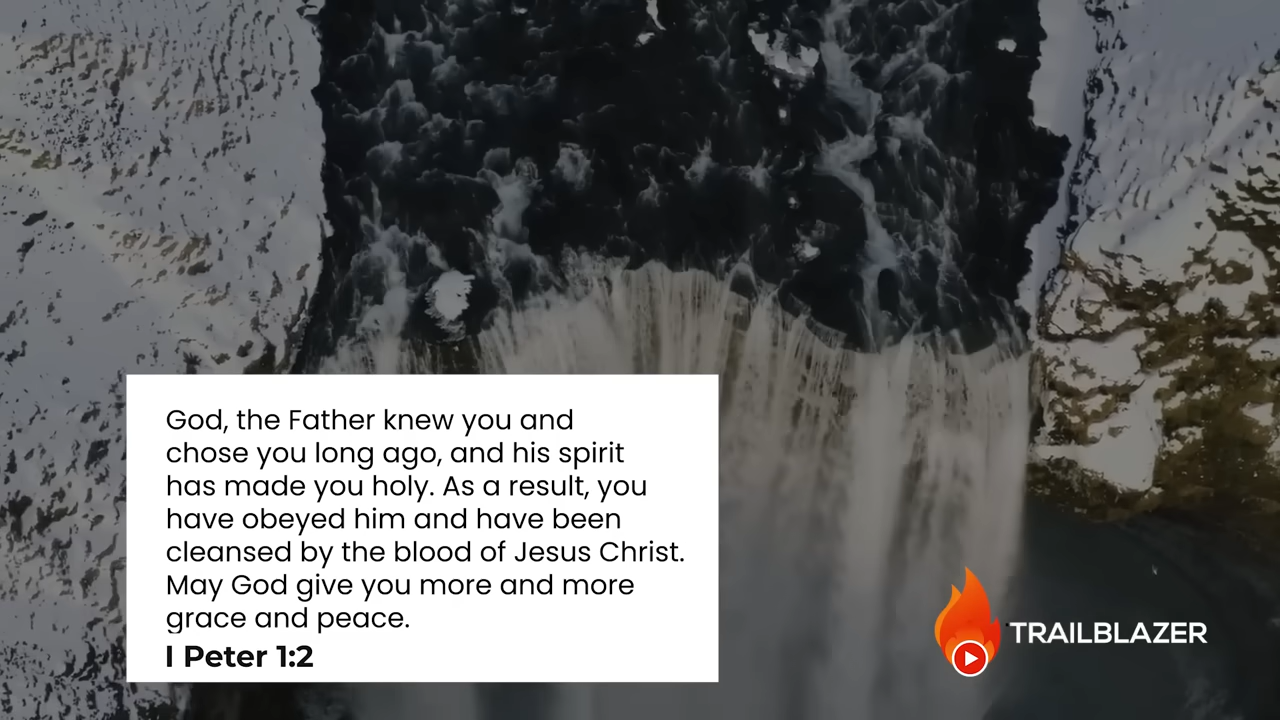 God, the Father knew you and
chose you long ago, and his spirit
has made you holy. As a result, you
have obeyed him and have been
cleansed by the blood of Jesus Christ.
May God give you more and more
grace and peace.
I Peter 1:2
TRAILBLAZER